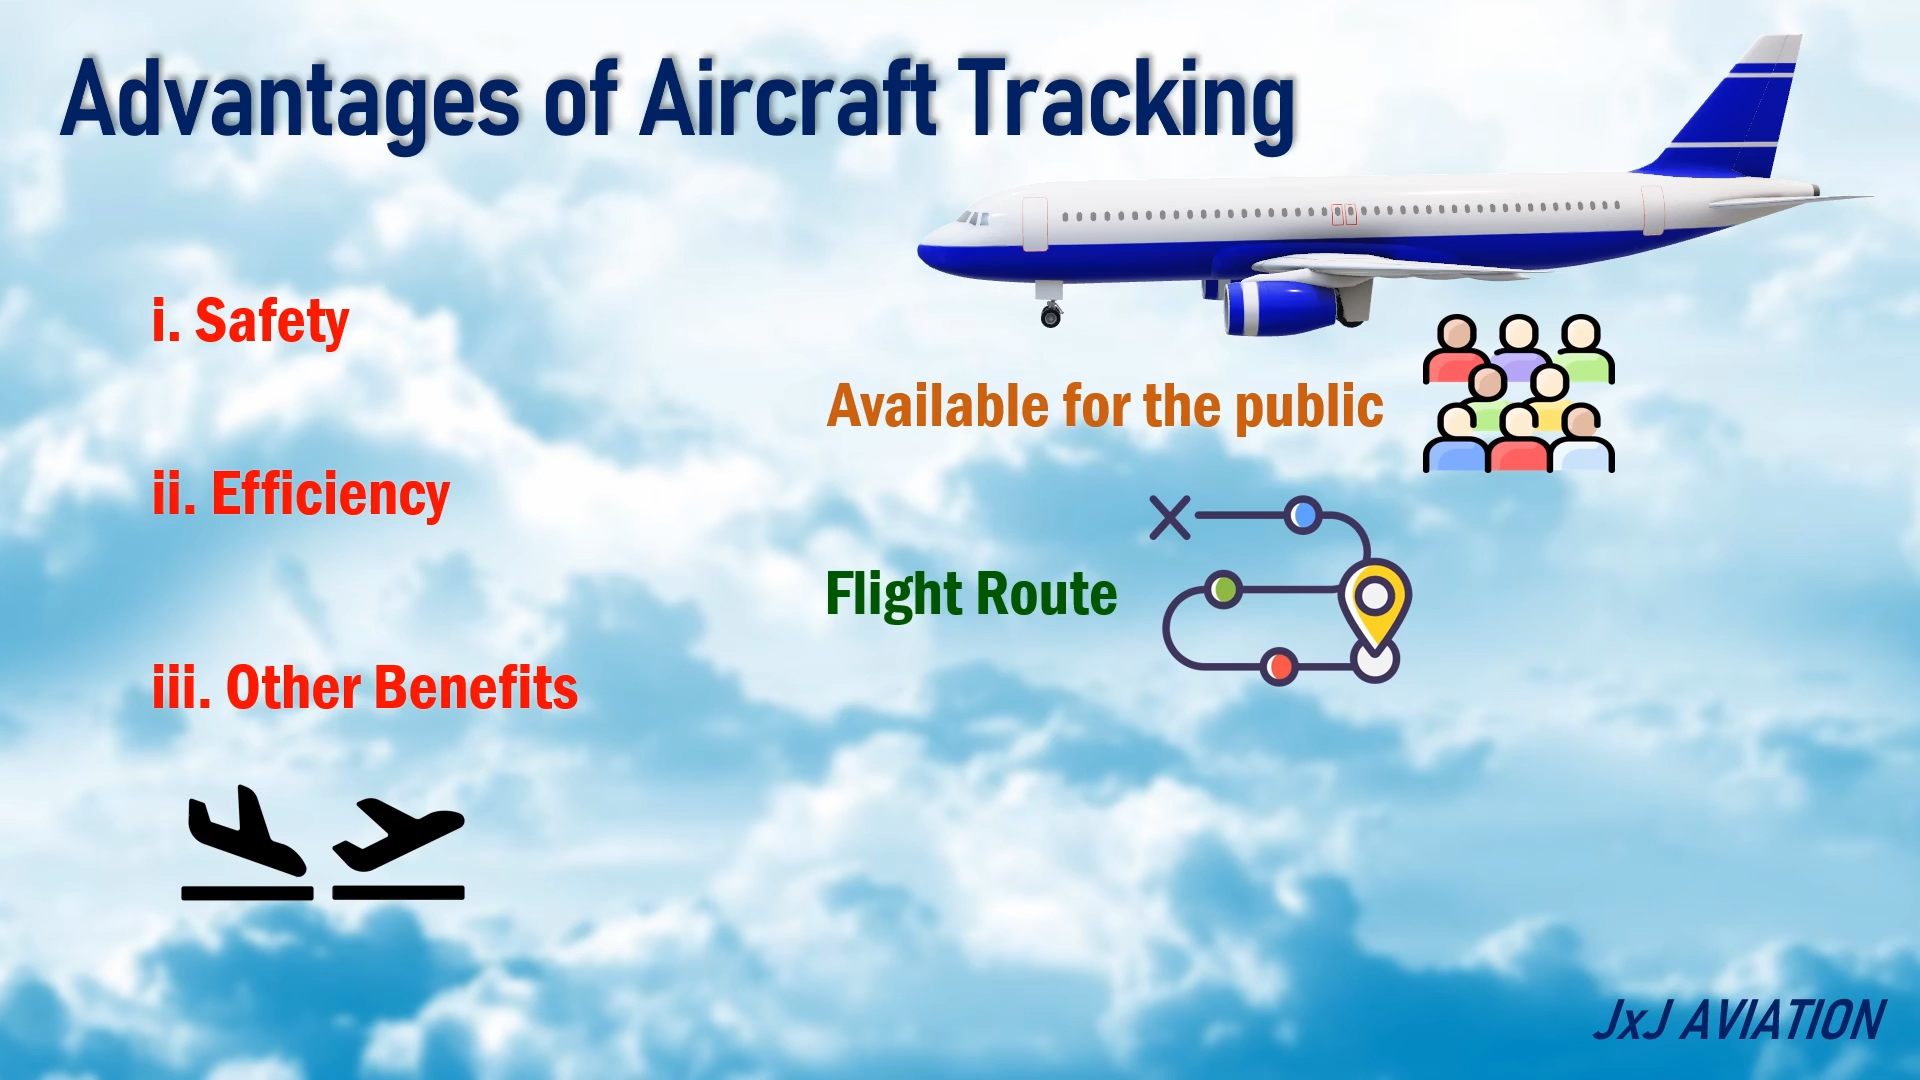 Advantages of Aircraft Tracking
i. Safety
Available for the public
ii. Efficiency
Flight Route
iii. Other Benefits
JxJ AVIATION